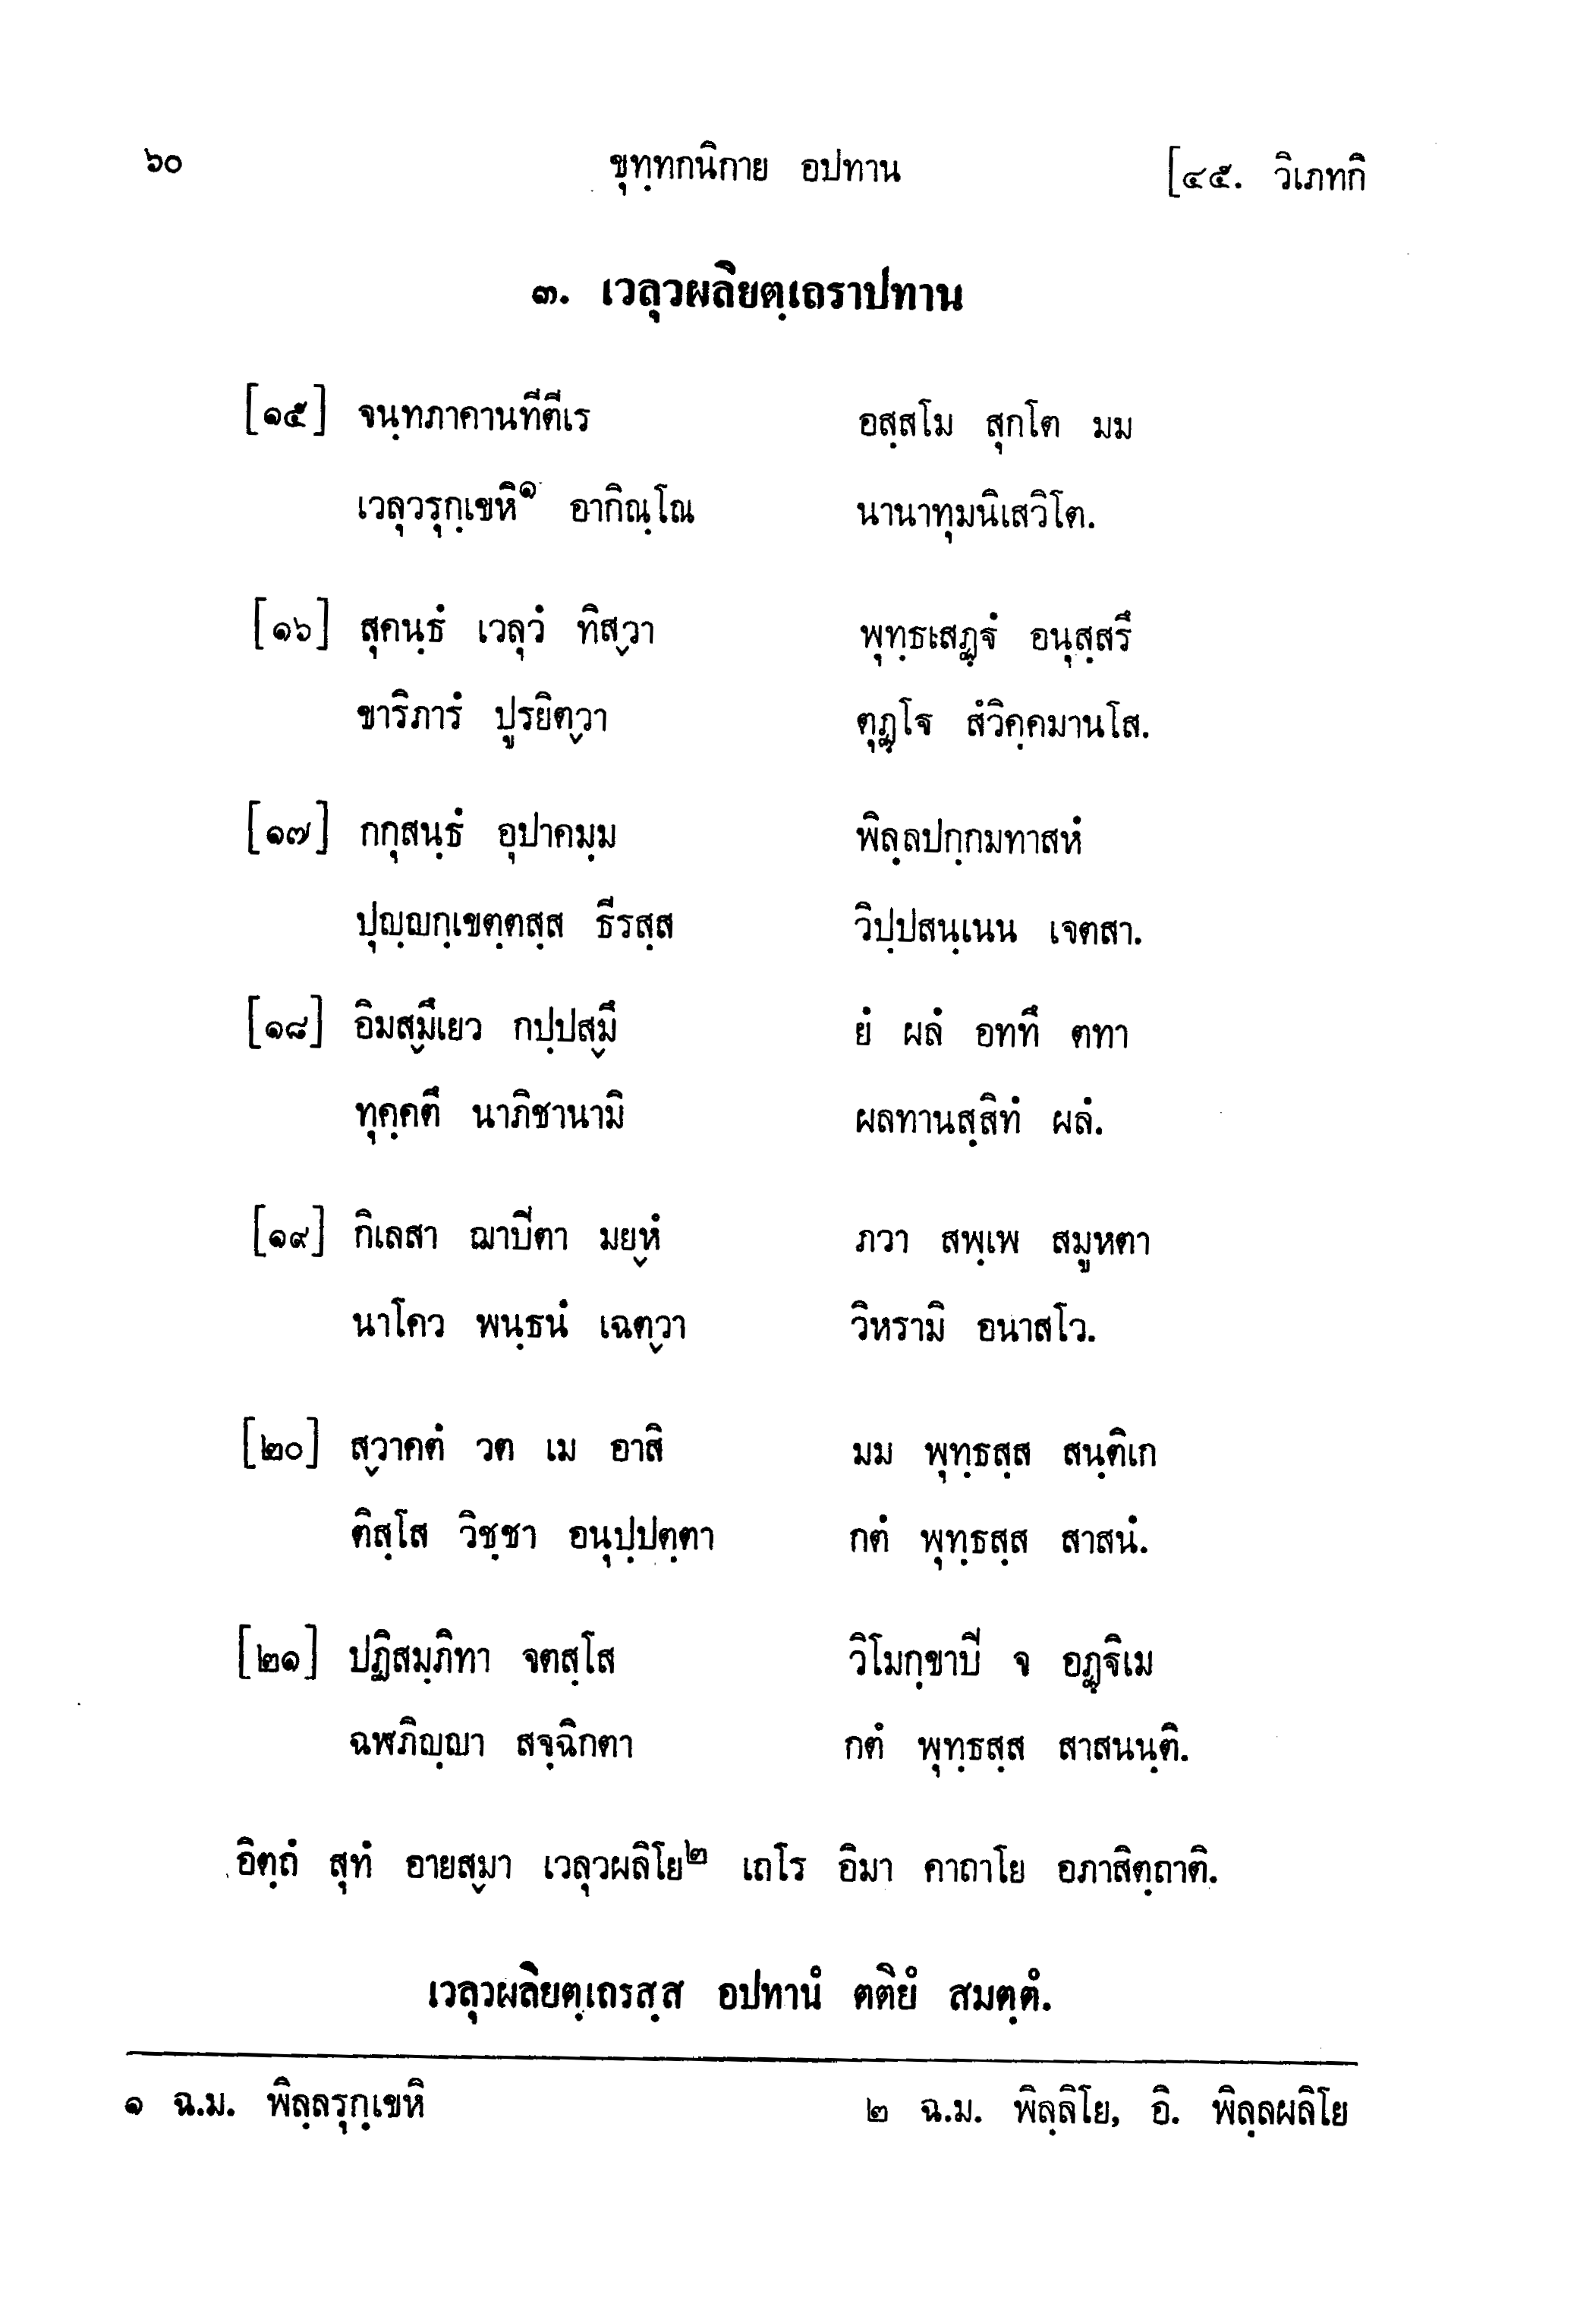 ๖๐ ขุทฺทกนิกาย อปทาน [๔๕. วิเภทกิ
๓. เวลุวผลิยตฺเถราปทาน
[๑๕] จนฺทภาคานทีตีเร อสฺสโม สุกโต มม
เวลุวรุกฺเขหิ๑ อากิณฺโณ นานาทุมนิเสวิโต.
[๑๖] สุคนฺธํ เวลุวํ ทิสฺวา พุทฺธเสฏฺฐํ อนุสฺสรึ
ขาริภารํ ปูรยิตฺวา ตุฏฺโฐ สํวิคฺคมานโส.
[๑๗] กกุสนฺธํ อุปาคมฺม พิลฺลปกฺกมทาสหํ
ปุญฺญกฺเขตฺตสฺส ธีรสฺส วิปฺปสนฺเนน เจตสา.
[๑๘] อิมสฺมึเยว กปฺปสฺมึ ยํ ผลํ อททึ ตทา
ทุคฺคตึ นาภิชานามิ ผลทานสฺสิทํ ผลํ.
[๑๙] กิเลสา ฌาปีตา มยฺหํ ภวา สพฺเพ สมูหตา
นาโคว พนฺธนํ เฉตฺวา วิหรามิ อนาสโว.
[๒๐] สฺวาคตํ วต เม อาสิ มม พุทฺธสฺส สนฺติเก
ติสฺโส วิชฺชา อนุปฺปตฺตา กตํ พุทฺธสฺส สาสนํ.
[๒๑] ปฏิสมฺภิทา จตสฺโส วิโมกฺขาปี จ อฏฺฐิเม
ฉฬภิญฺญา สจฺฉิกตา กตํ พุทฺธสฺส สาสนนฺติ.
อิตฺถํ สุทํ อายสฺมา เวลุวผลิโย๒ เถโร อิมา คาถาโย อภาสิตฺถาติ.
เวลุวผลิยตฺเถรสฺส อปทานํ ตติยํ สมตฺตํ.
๑ ฉ.ม. พิลฺลรุกฺเขหิ ๒ ฉ.ม. พิลฺลิโย, อิ. พิลฺลผลิโย